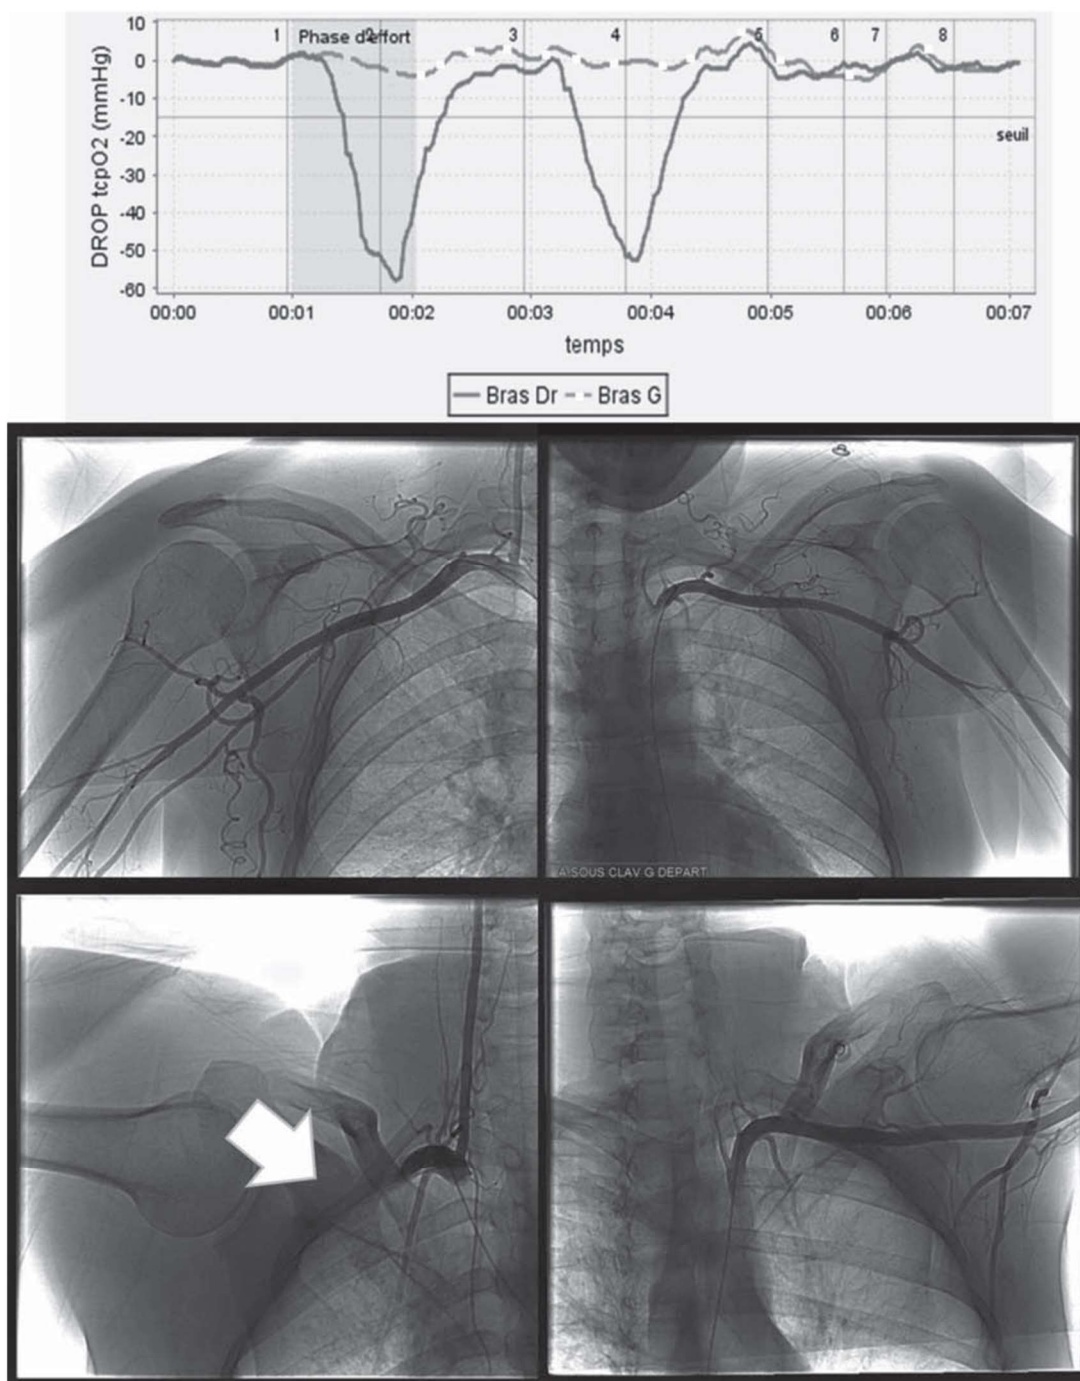 10
1 Phase d'effort 2 3 4 5 6 7 8
0
-10
seuil
-20
-30
-40
-50
-60
DROP tcpO2 (mmHg)
00:00 00:01 00:02 00:03 00:04 00:05 00:06 00:07
temps
Bras Dr Bras G
A SOUS CLAV G DEPART